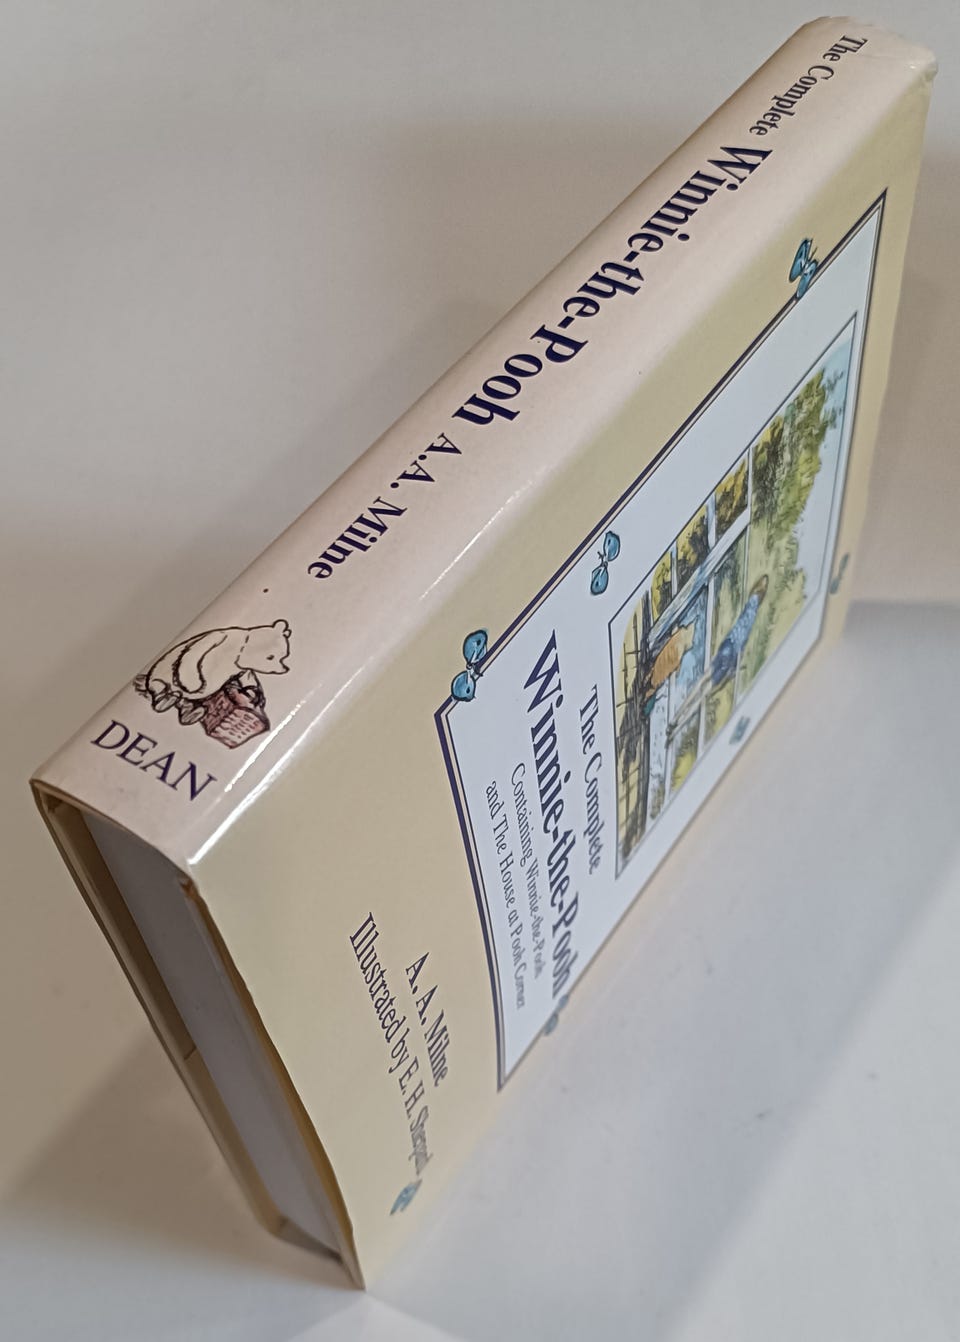 The Complete Winnie-the-Pooh A.A. Milne
DEAN
The Complete
Winnie-the-Pooh
Containing Winnie-the-Pooh
and The House at Pooh Corner
A. A. Milne
Illustrated by E. H. Shepard